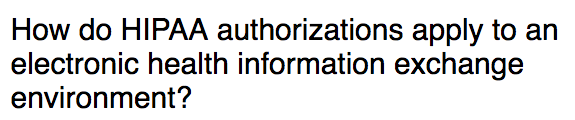 How do HIPAA authorizations apply to an
electronic health information exchange
environment?